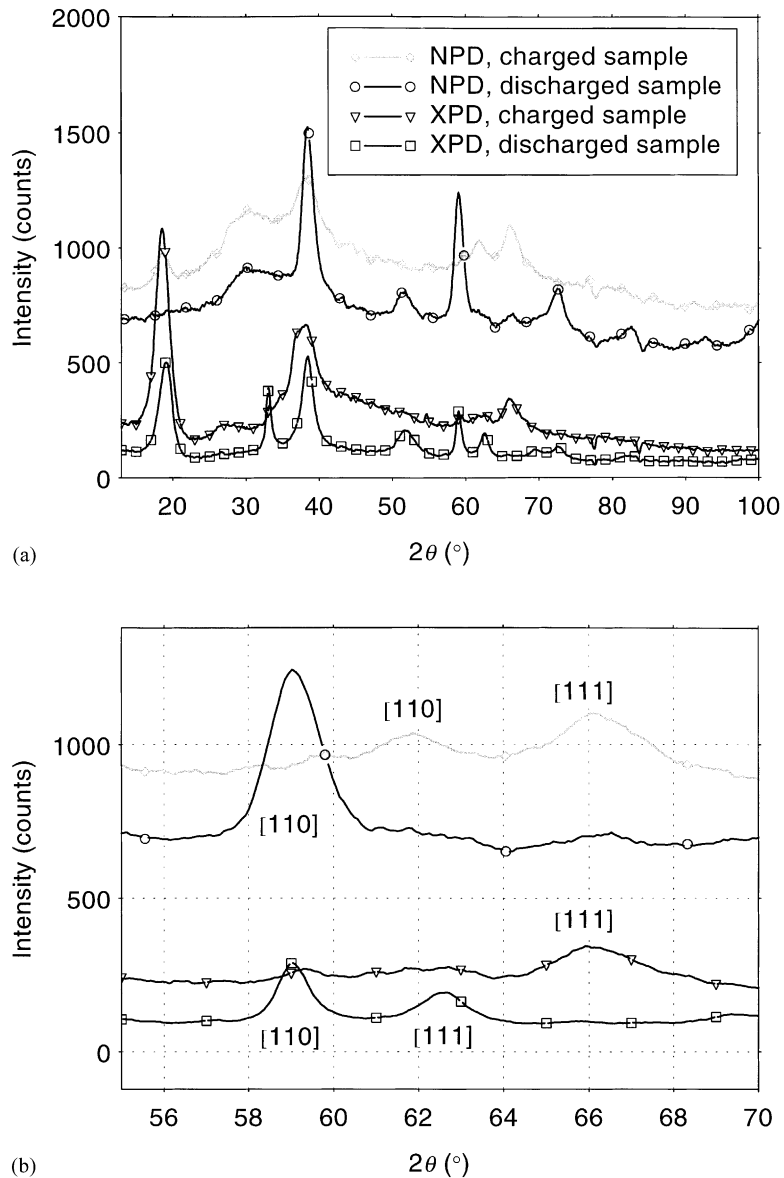 2000
1500
1000
500
0
Intensity (counts)
NPD, charged sample
NPD, discharged sample
XPD, charged sample
XPD, discharged sample
20 30 40 50 60 70 80 90 100
2θ (°)
(a)
1000
500
0
Intensity (counts)
[110]
[111]
[110]
[111]
[110]
[111]
56 58 60 62 64 66 68 70
2θ (°)
(b)